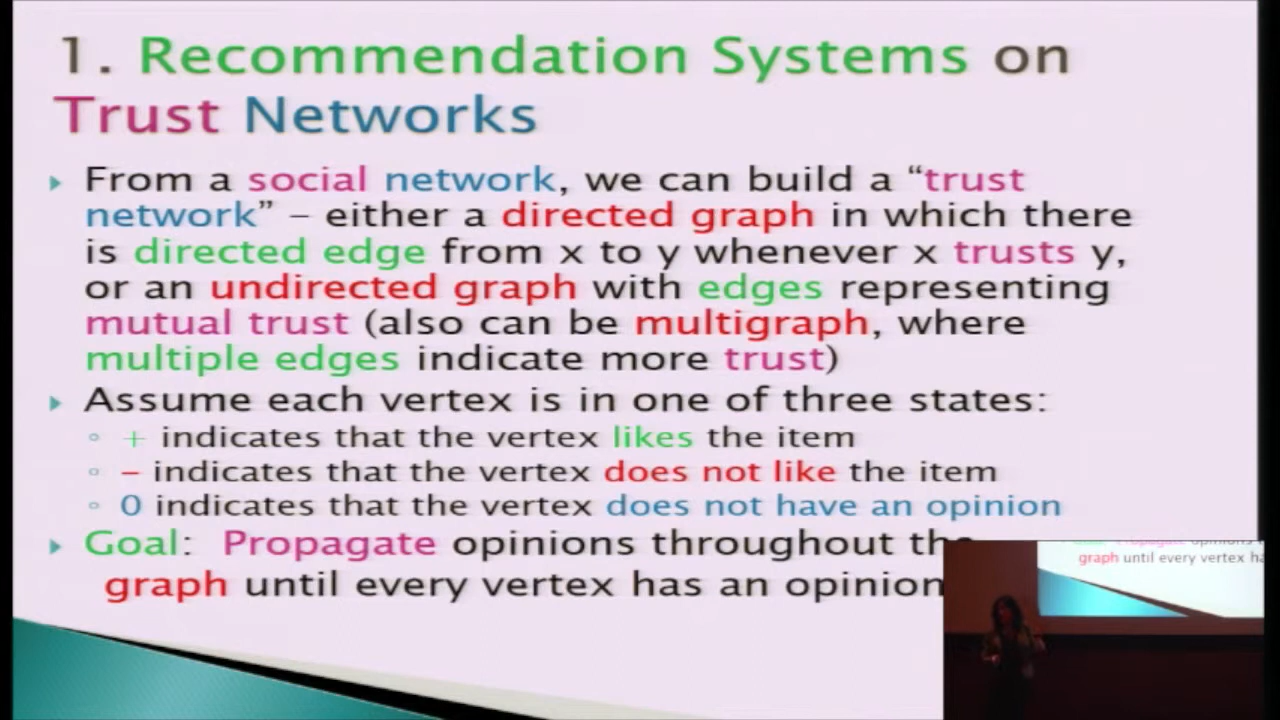 1. Recommendation Systems on
Trust Networks
From a social network, we can build a “trust
network” – either a directed graph in which there
is directed edge from x to y whenever x trusts y,
or an undirected graph with edges representing
mutual trust (also can be multigraph, where
multiple edges indicate more trust)
Assume each vertex is in one of three states:
+ indicates that the vertex likes the item
– indicates that the vertex does not like the item
0 indicates that the vertex does not have an opinion
Goal: Propagate opinions throughout the
graph until every vertex has an opinion
graph until every vertex